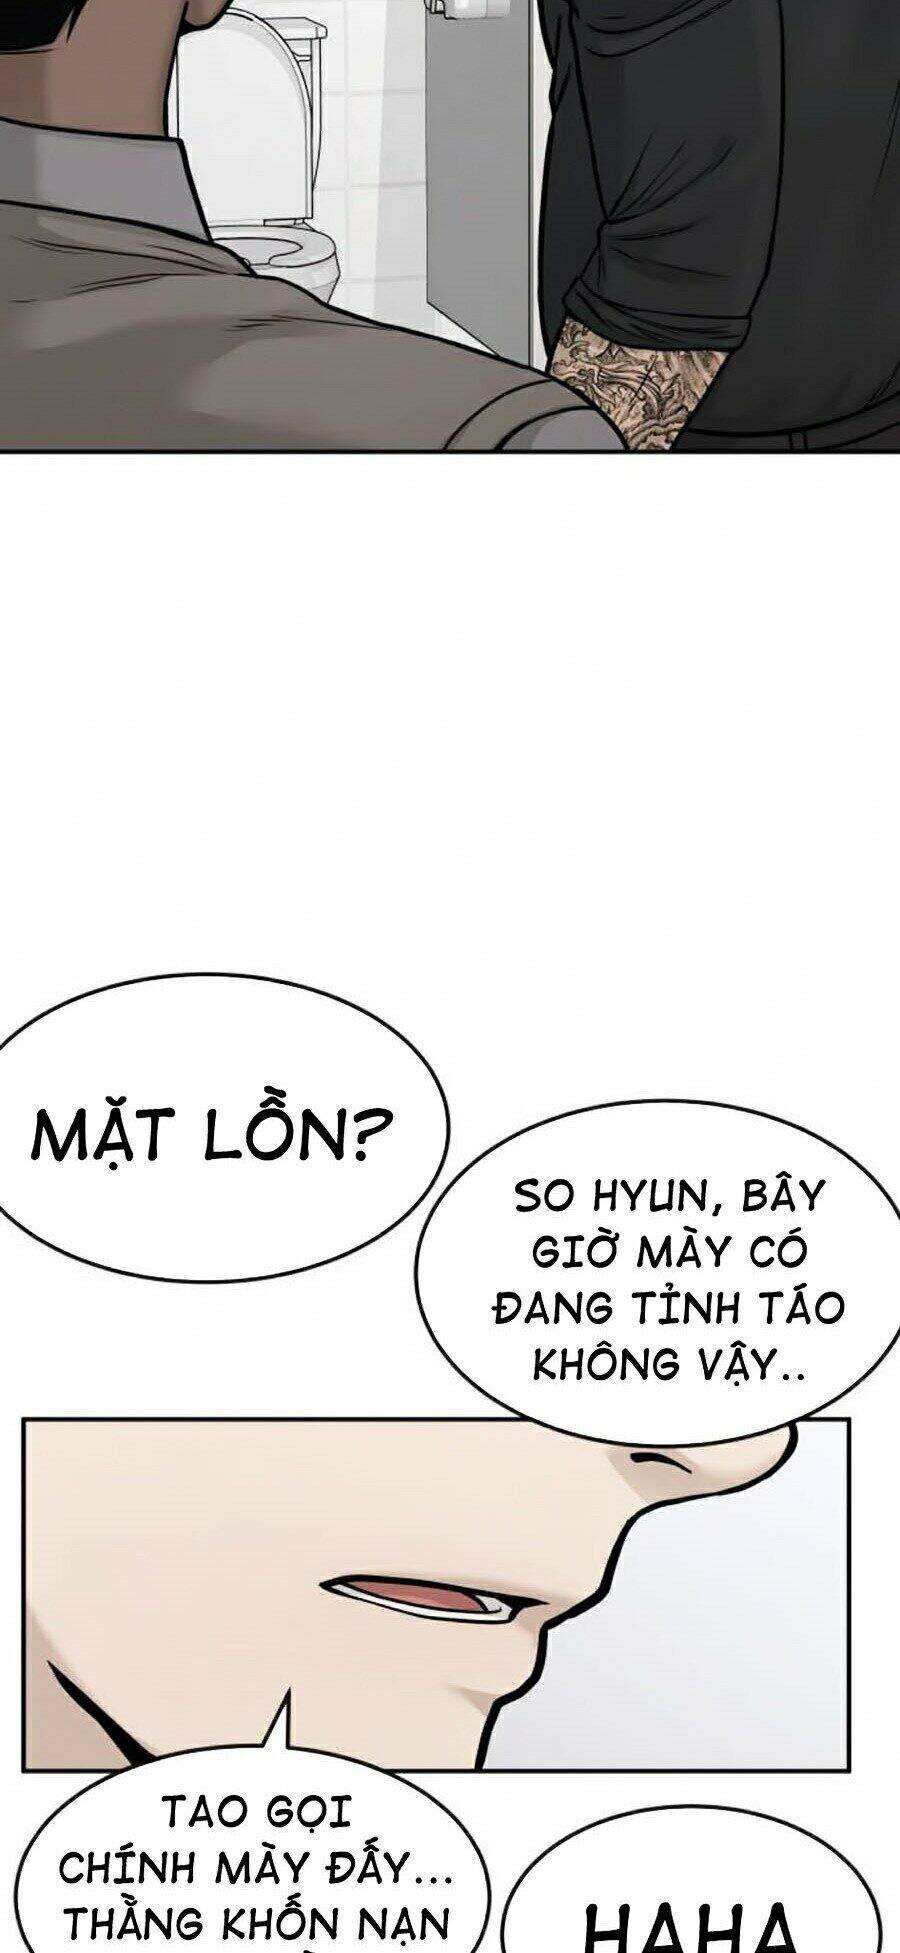 MẶT LỒN?
SO HYUN, BÂY
GIỜ MÀY CÓ
ĐANG TỈNH TÁO
KHÔNG VẬY..
TAO GỌI
CHÍNH MÀY ĐẤY...
THẰNG KHỐN NẠN
HAHA